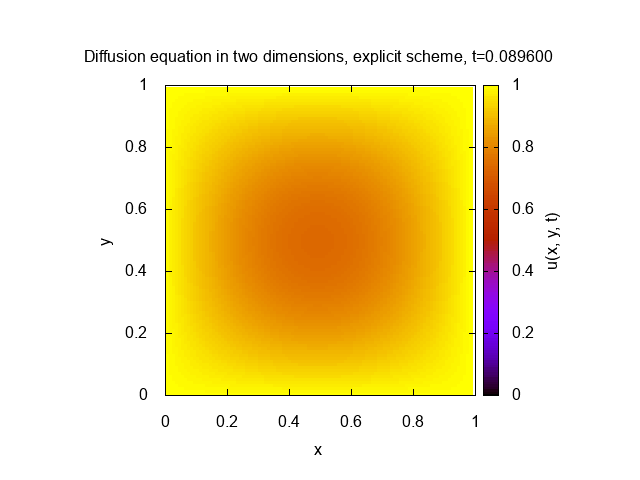 Diffusion equation in two dimensions, explicit scheme, t=0.089600
1
0.8
0.6
0.4
0.2
0
y
0 0.2 0.4 0.6 0.8 1
x
1
0.8
0.6
0.4
0.2
0
u(x, y, t)